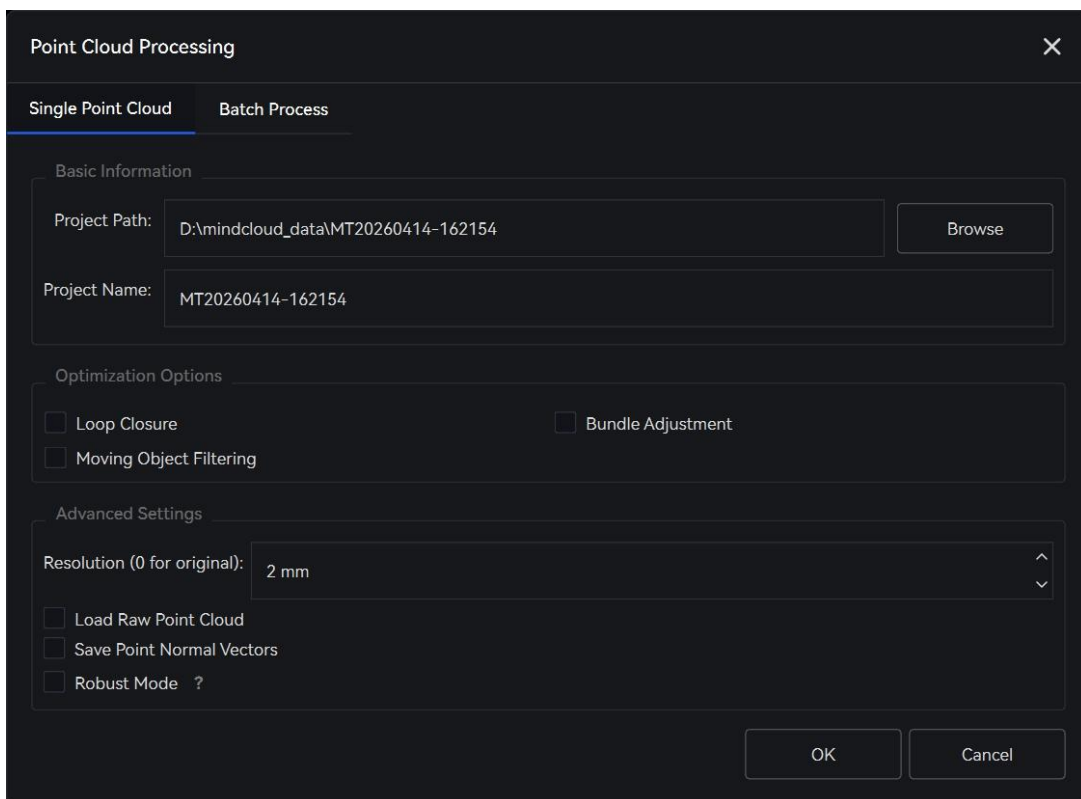 Point Cloud Processing
Single Point Cloud Batch Process
Basic Information
Project Path: D:\mindcloud_data\MT20260414-162154 Browse
Project Name: MT20260414-162154
Optimization Options
Loop Closure Bundle Adjustment
Moving Object Filtering
Advanced Settings
Resolution (0 for original): 2 mm
Load Raw Point Cloud
Save Point Normal Vectors
Robust Mode ?
OK Cancel